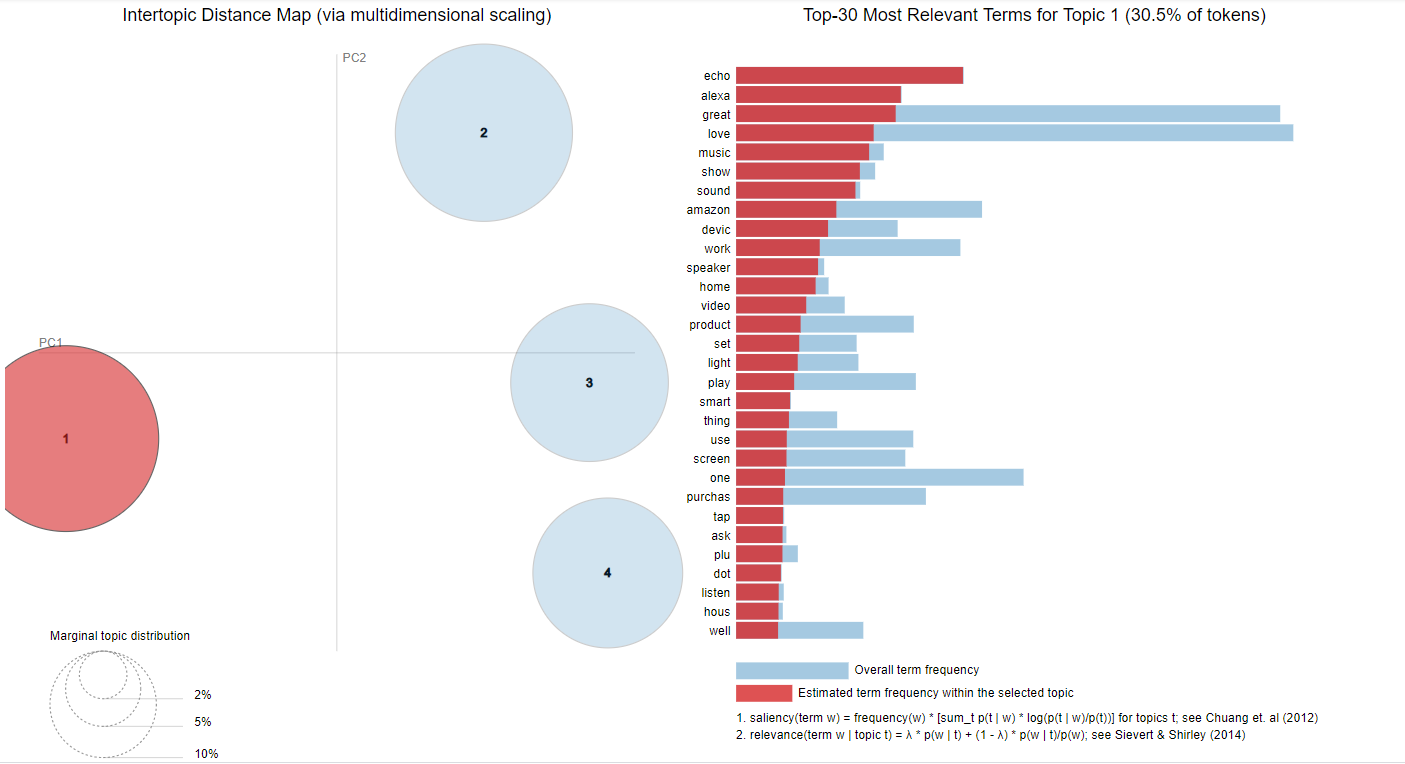 Intertopic Distance Map (via multidimensional scaling)
PC2
2
PC1
3
1
4
Marginal topic distribution
2%
5%
10%
Top-30 Most Relevant Terms for Topic 1 (30.5% of tokens)
echo
alexa
great
love
music
show
sound
amazon
devic
work
speaker
home
video
product
set
light
play
smart
thing
use
screen
one
purchas
tap
ask
plu
dot
listen
hous
well
Overall term frequency
Estimated term frequency within the selected topic
1. saliency(term w) = frequency(w) * [sum_t p(t | w) * log(p(t | w)/p(t))] for topics t; see Chuang et. al (2012)
2. relevance(term w | topic t) = λ * p(w | t) + (1 - λ) * p(w | t)/p(w); see Sievert & Shirley (2014)